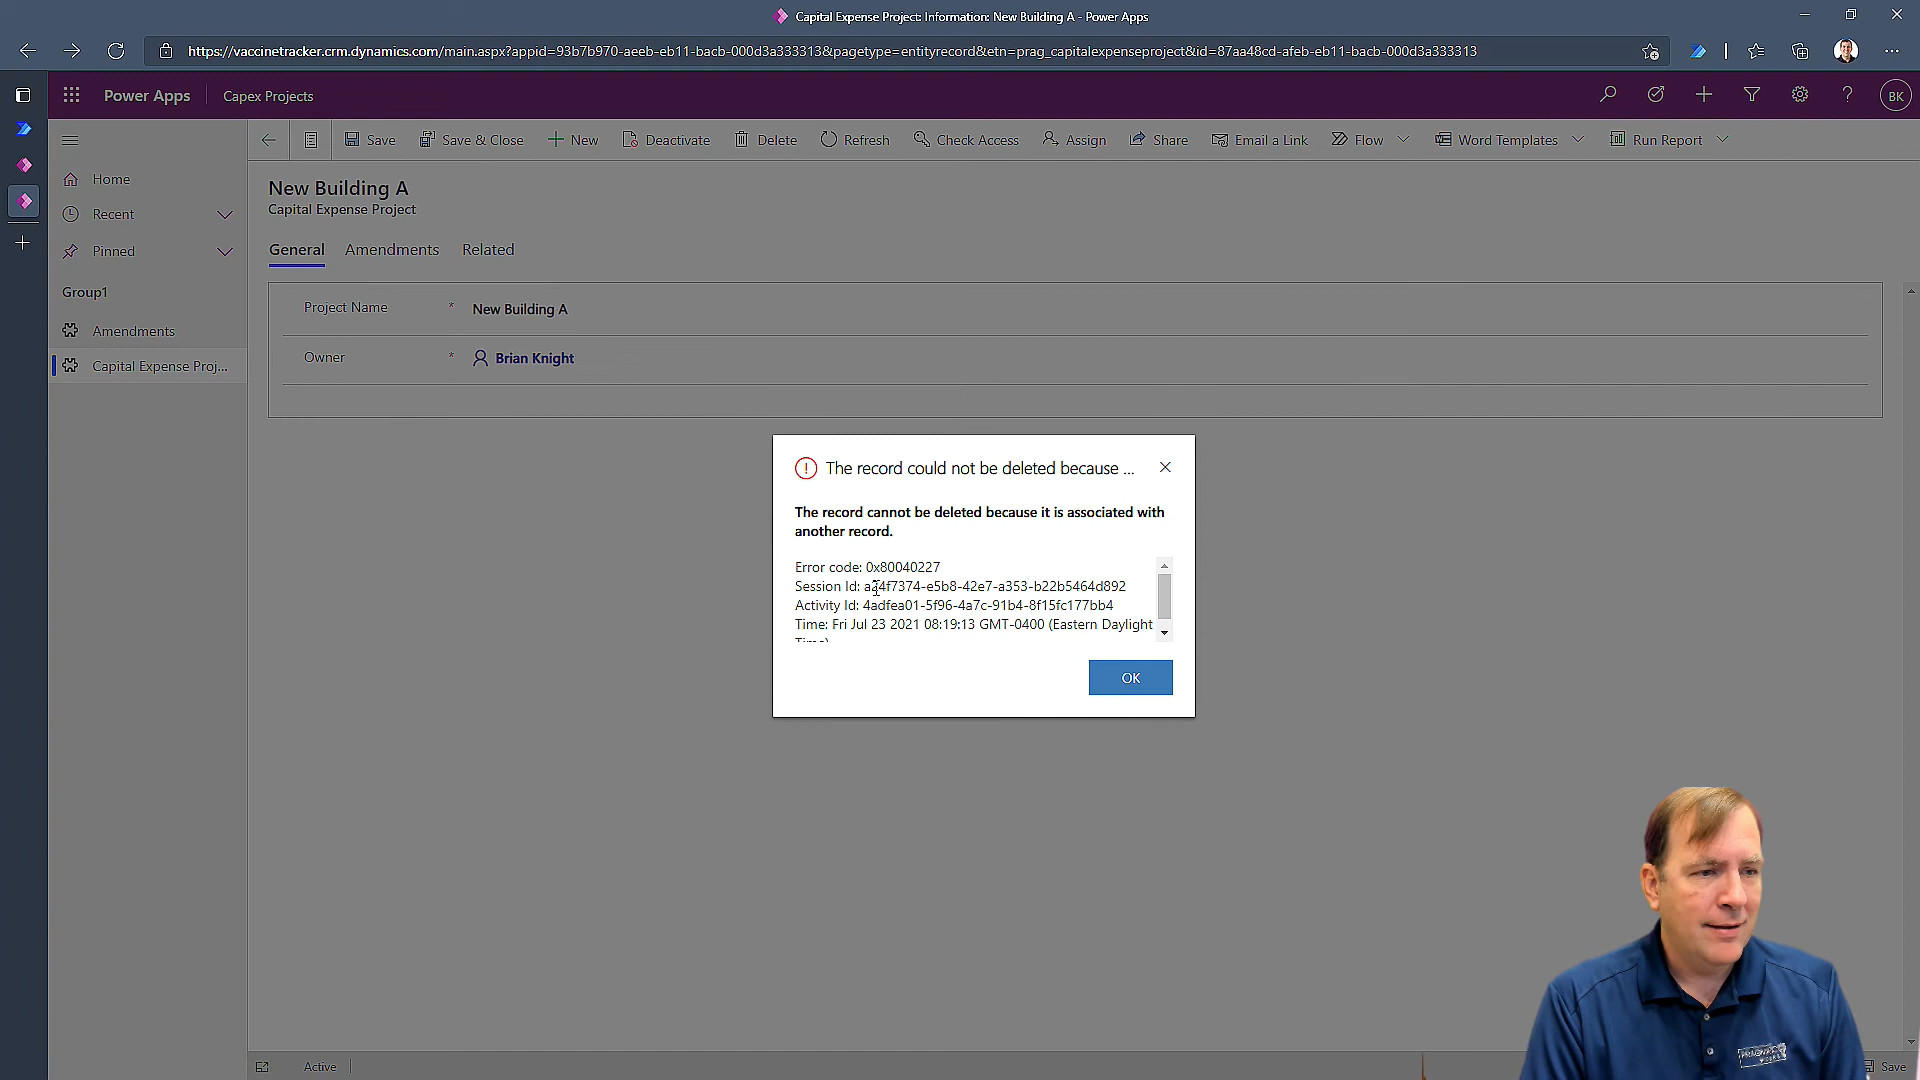 Capital Expense Project: Information: New Building A - Power Apps
https://vaccinetracker.crm.dynamics.com/main.aspx?appid=93b7b970-aeeb-eb11-bacb-000d3a333313&pagetype=entityrecord&etn=prag_capitalexpenseproject&id=87aa48cd-afeb-eb11-bacb-000d3a333313
Power Apps
Capex Projects
BK
Save
Save & Close
New
Deactivate
Delete
Refresh
Check Access
Assign
Share
Email a Link
Flow
Word Templates
Run Report
Home
Recent
Pinned
Group1
Amendments
Capital Expense Proj...
New Building A
Capital Expense Project
General
Amendments
Related
Project Name * New Building A
Owner * Brian Knight
The record could not be deleted because ...
The record cannot be deleted because it is associated with
another record.
Error code: 0x80040227
Session Id:
Activity Id: 4adfea01-5f96-4a7c-91b4-8f15fc177bb4
Time: Fri Jul 23 2021 08:19:13 GMT-0400 (Eastern Daylight
Time)
OK
Active
Save
PRAGMATIC
WORKS